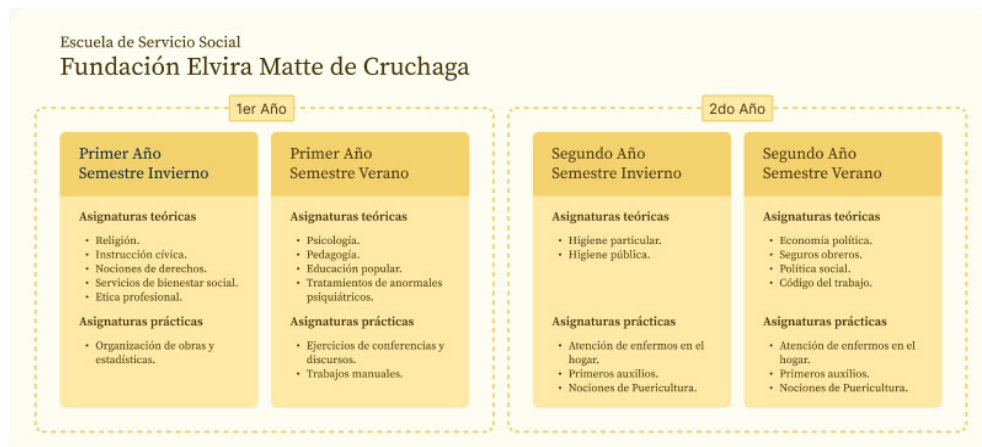 Escuela de Servicio Social
Fundación Elvira Matte de Cruchaga
1er Año
Primer Año
Semestre Invierno
Asignaturas teóricas
• Religión.
• Instrucción cívica.
• Nociones de derechos.
• Servicios de bienestar social.
• Etica profesional.
Asignaturas prácticas
• Organización de obras y
estadísticas.
Primer Año
Semestre Verano
Asignaturas teóricas
• Psicología.
• Pedagogía.
• Educación popular.
• Tratamientos de anormales
psiquiátricos.
Asignaturas prácticas
• Ejercicios de conferencias y
discursos.
• Trabajos manuales.
2do Año
Segundo Año
Semestre Invierno
Asignaturas teóricas
• Higiene particular.
• Higiene pública.
Asignaturas prácticas
• Atención de enfermos en el
hogar.
• Primeros auxilios.
• Nociones de Puericultura.
Segundo Año
Semestre Verano
Asignaturas teóricas
• Economía política.
• Seguros obreros.
• Política social.
• Código del trabajo.
Asignaturas prácticas
• Atención de enfermos en el
hogar.
• Primeros auxilios.
• Nociones de Puericultura.